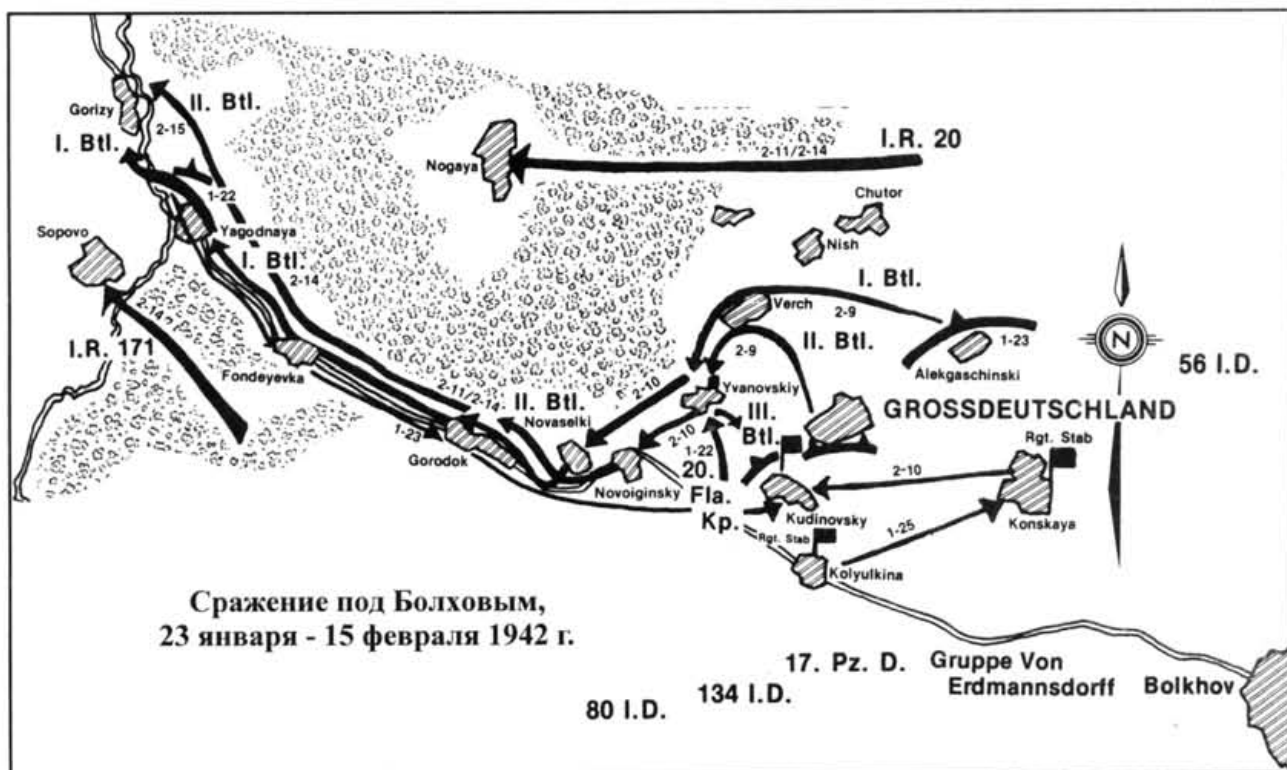 Gorizy
II. Btl.
2-15
I. Btl.
1-22
Yagodnaya
Sopovo
I. Btl.
2-14
2-14?
I.R. 171
Fondeyevka
1-23
Gorodok
2-11/2-14
II. Btl.
Novaselki
Novoiginsky
Nogaya
2-11/2-14
I.R. 20
Chutor
Nish
I. Btl.
Verch
2-9
2-9
II. Btl.
1-23
Alekgaschinski
56 I.D.
N
2-10
Yvanovskiy
III.
Btl.
2-10
1-22
GROSSDEUTSCHLAND
Rgt. Stab
20.
Fla.
Kp.
Kudinovsky
2-10
Konskaya
1-25
Rgt. Stab
Kolyulkina
Сражение под Болховым,
23 января - 15 февраля 1942 г.
17. Pz. D.
Gruppe Von
Erdmannsdorff
Bolkhov
134 I.D.
80 I.D.